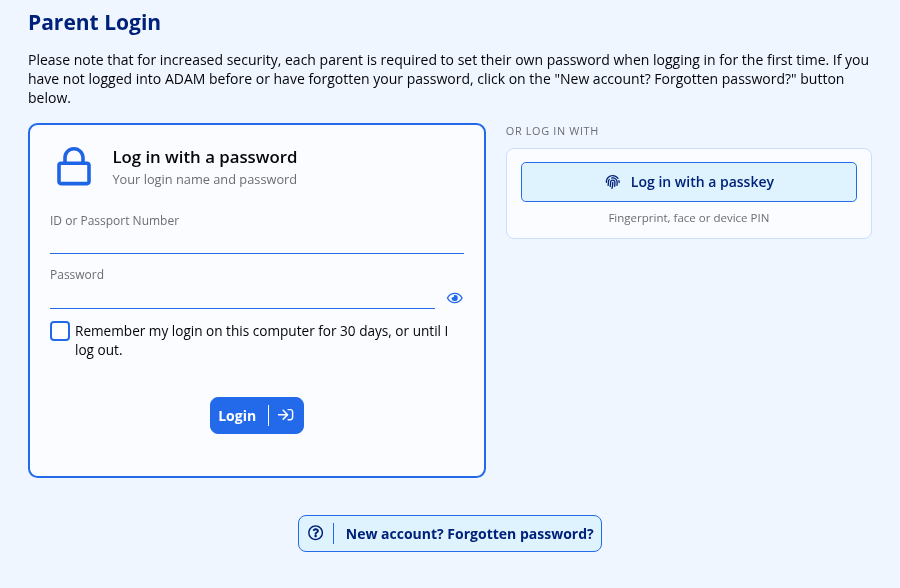 Parent Login
Please note that for increased security, each parent is required to set their own password when logging in for the first time. If you
have not logged into ADAM before or have forgotten your password, click on the "New account? Forgotten password?" button
below.
Log in with a password
Your login name and password
ID or Passport Number
Password
Remember my login on this computer for 30 days, or until I
log out.
Login
OR LOG IN WITH
Log in with a passkey
Fingerprint, face or device PIN
New account? Forgotten password?